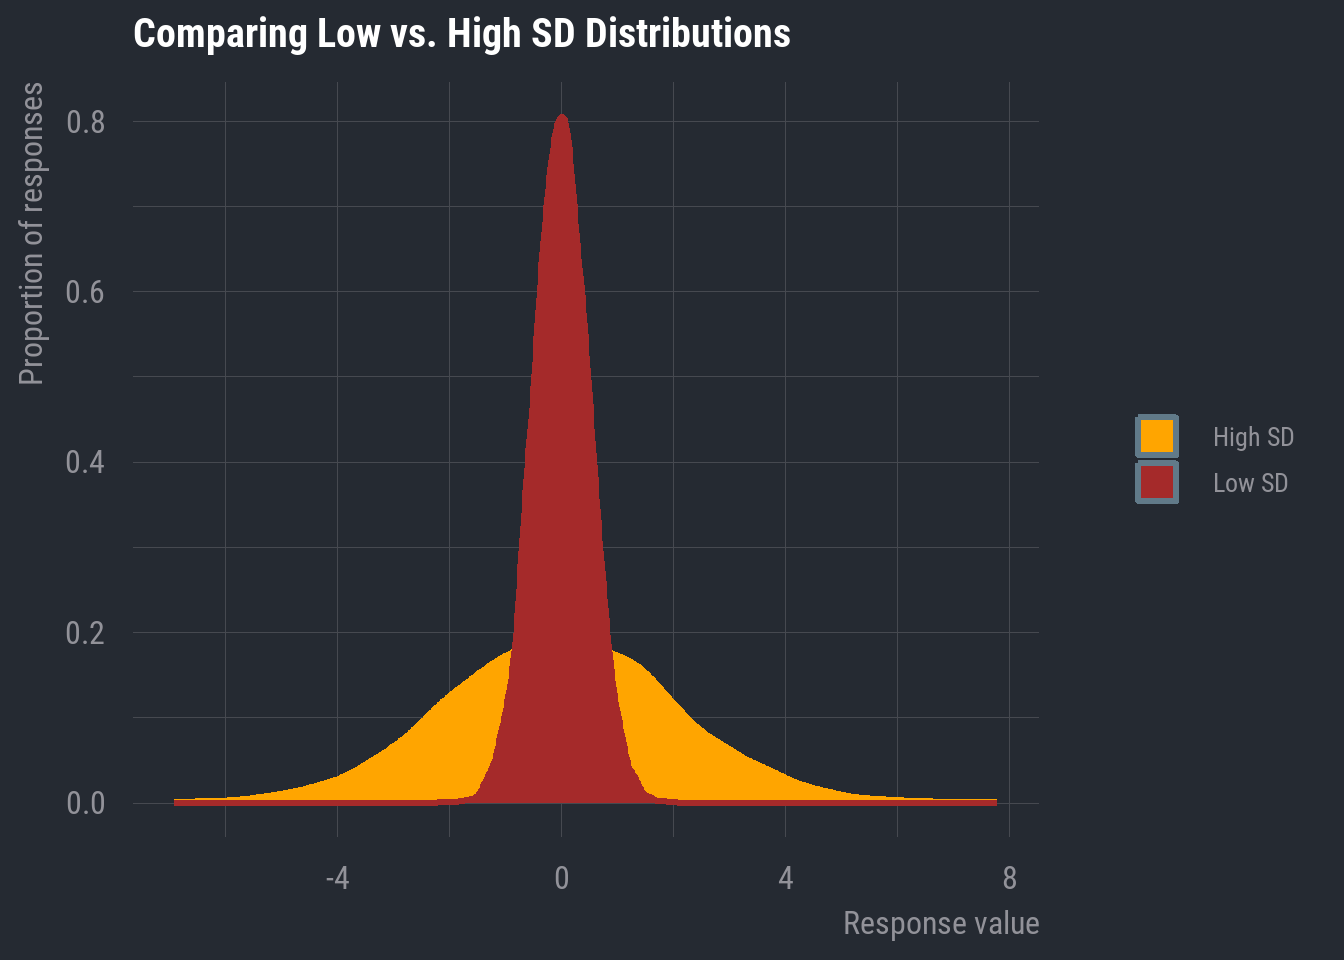 Comparing Low vs. High SD Distributions
Proportion of responses
0.8
0.6
0.4
0.2
0.0
-4
0
4
8
Response value
High SD
Low SD